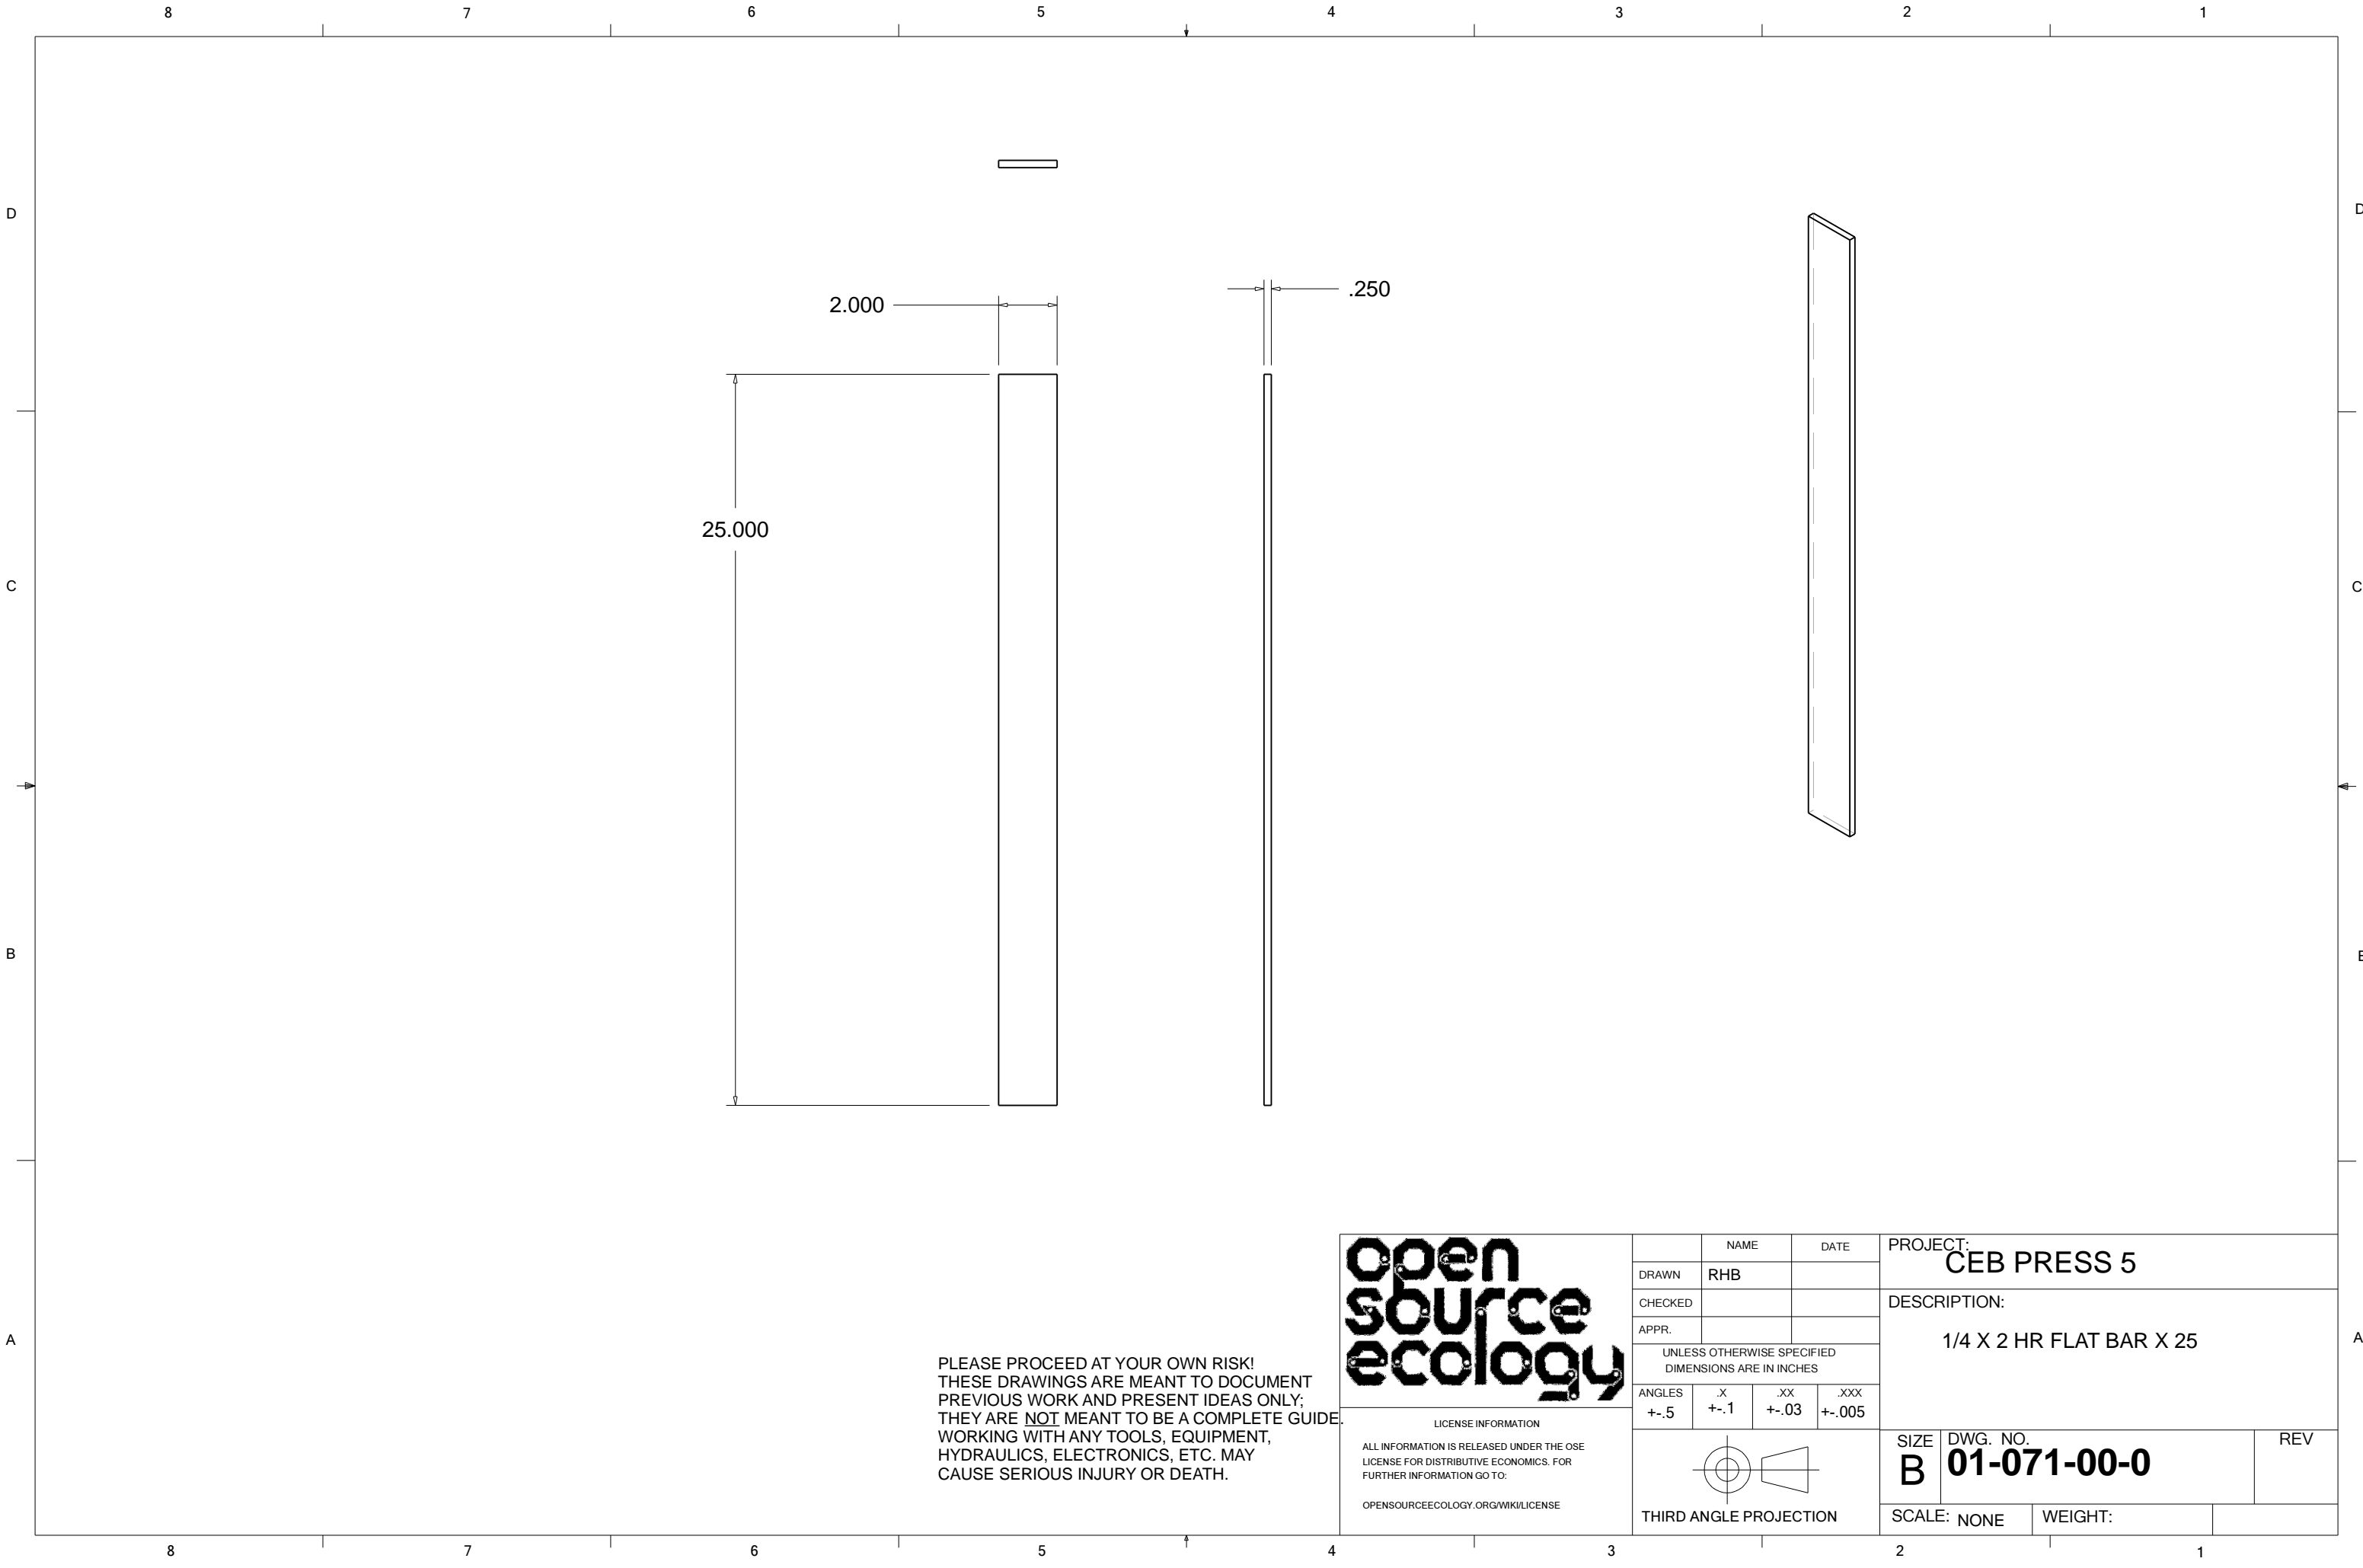 8 7 6 5 4 3 2 1
D D
2.000
.250
25.000
C C
B B
A A
PLEASE PROCEED AT YOUR OWN RISK!
THESE DRAWINGS ARE MEANT TO DOCUMENT
PREVIOUS WORK AND PRESENT IDEAS ONLY;
THEY ARE NOT MEANT TO BE A COMPLETE GUIDE.
WORKING WITH ANY TOOLS, EQUIPMENT,
HYDRAULICS, ELECTRONICS, ETC. MAY
CAUSE SERIOUS INJURY OR DEATH.
open
source
ecology
LICENSE INFORMATION
ALL INFORMATION IS RELEASED UNDER THE OSE
LICENSE FOR DISTRIBUTIVE ECONOMICS. FOR
FURTHER INFORMATION GO TO:
OPENSOURCEECOLOGY.ORG/WIKI/LICENSE
NAME DATE
DRAWN RHB
CHECKED
APPR.
UNLESS OTHERWISE SPECIFIED
DIMENSIONS ARE IN INCHES
ANGLES .X .XX .XXX
+-.5 +-.1 +-.03 +-.005
THIRD ANGLE PROJECTION
PROJECT:
CEB PRESS 5
DESCRIPTION:
1/4 X 2 HR FLAT BAR X 25
SIZE DWG. NO. REV
B 01-071-00-0
SCALE: NONE WEIGHT:
8 7 6 5 4 3 2 1